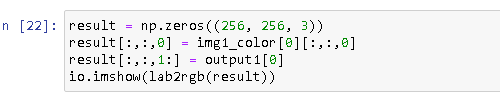 n [22]: result = np.zeros((256, 256, 3))
result[:,:,0] = img1_color[0][:,:,0]
result[:,:,1:] = output1[0]
io.imshow(lab2rgb(result))